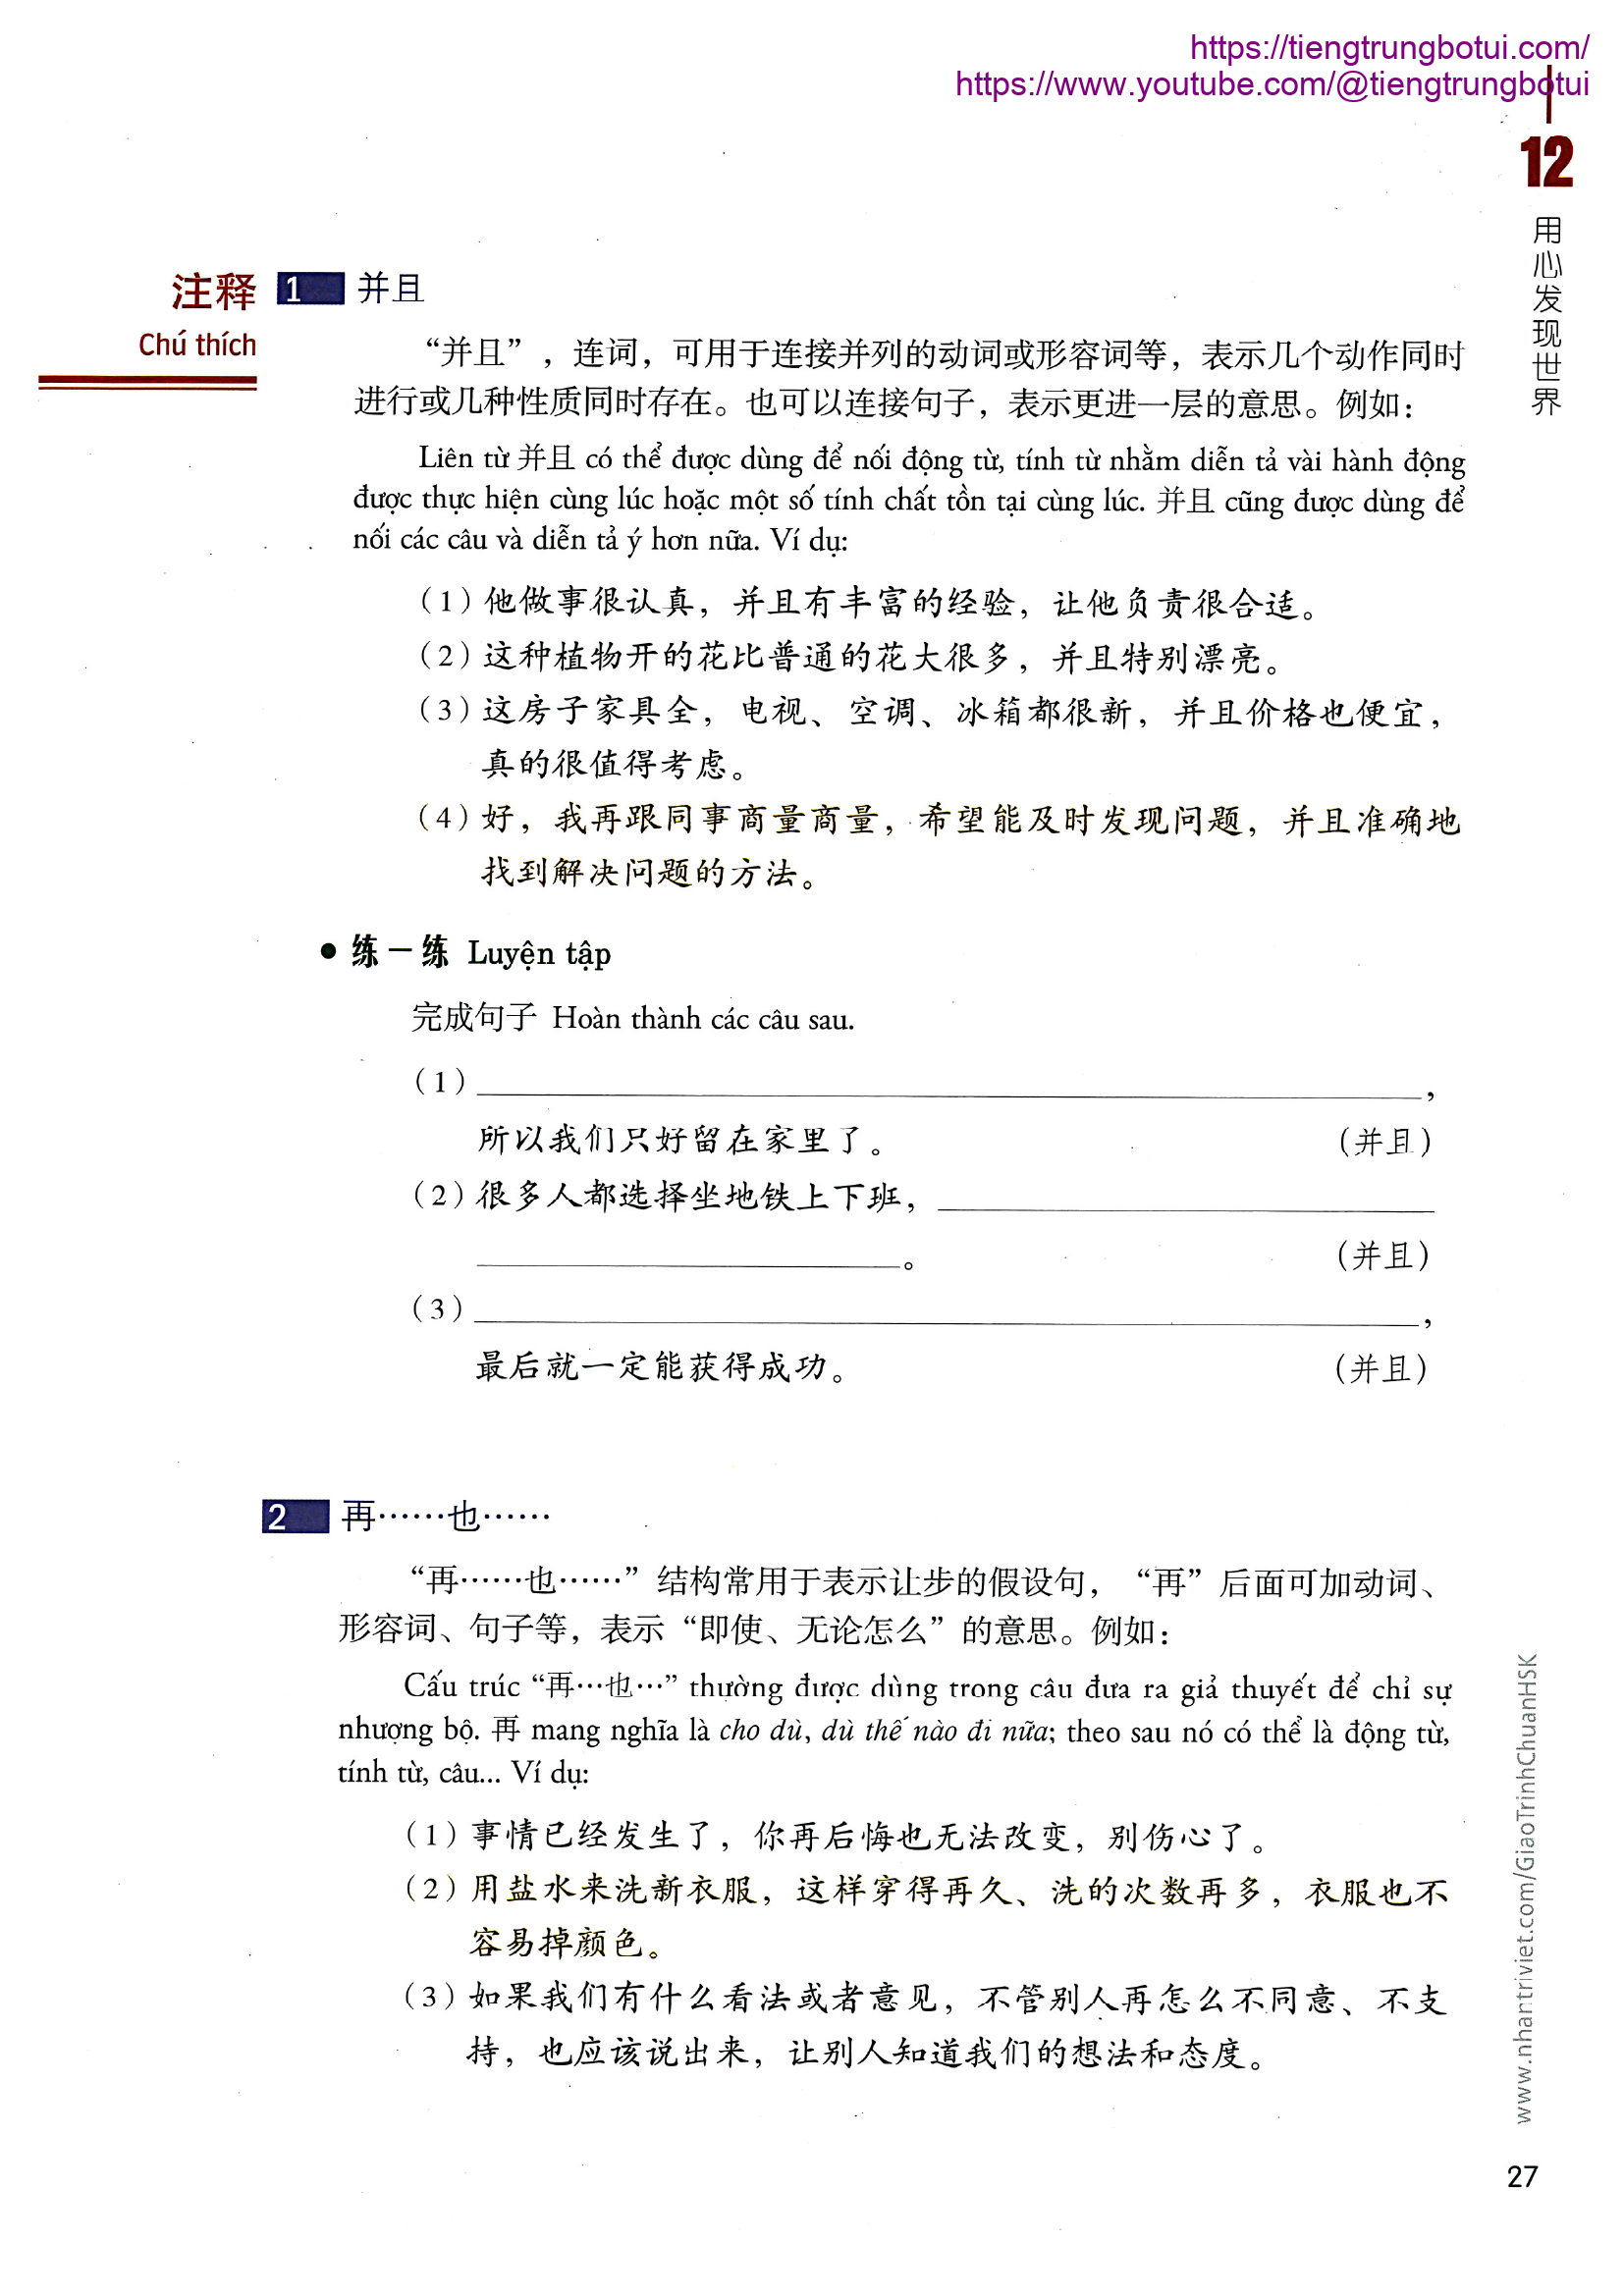 https://tiengtrungbotui.com/
https://www.youtube.com/@tiengtrungbotui
12
用心发现世界
注释
Chú thích
1 并且
“并且”，连词，可用于连接并列的动词或形容词等，表示几个动作同时
进行或几种性质同时存在。也可以连接句子，表示更进一层的意思。例如：
Liên từ 并且 có thể được dùng để nối động từ, tính từ nhằm diễn tả vài hành động
được thực hiện cùng lúc hoặc một số tính chất tồn tại cùng lúc. 并且 cũng được dùng để
nối các câu và diễn tả ý hơn nữa. Ví dụ:
（1）他做事很认真，并且有丰富的经验，让他负责很合适。
（2）这种植物开的花比普通的花大很多，并且特别漂亮。
（3）这房子家具全，电视、空调、冰箱都很新，并且价格也便宜，
真的很值得考虑。
（4）好，我再跟同事商量商量，希望能及时发现问题，并且准确地
找到解决问题的方法。
• 练一练 Luyện tập
完成句子 Hoàn thành các câu sau.
（1）____________________，
所以我们只好留在家里了。 （并且）
（2）很多人都选择坐地铁上下班，____________________
____________________。 （并且）
（3）____________________，
最后就一定能获得成功。 （并且）
2 再……也……
“再……也……”结构常用于表示让步的假设句，“再”后面可加动词、
形容词、句子等，表示“即使、无论怎么”的意思。例如：
Cấu trúc “再…也…” thường được dùng trong câu đưa ra giả thuyết để chỉ sự
nhượng bộ. 再 mang nghĩa là cho dù, dù thế nào đi nữa; theo sau nó có thể là động từ,
tính từ, câu... Ví dụ:
（1）事情已经发生了，你再后悔也无法改变，别伤心了。
（2）用盐水来洗新衣服，这样穿得再久、洗的次数再多，衣服也不
容易掉颜色。
（3）如果我们有什么看法或者意见，不管别人再怎么不同意、不支
持，也应该说出来，让别人知道我们的想法和态度。
www.nhantriviet.com/GiaoTrinhChuanHSK
27